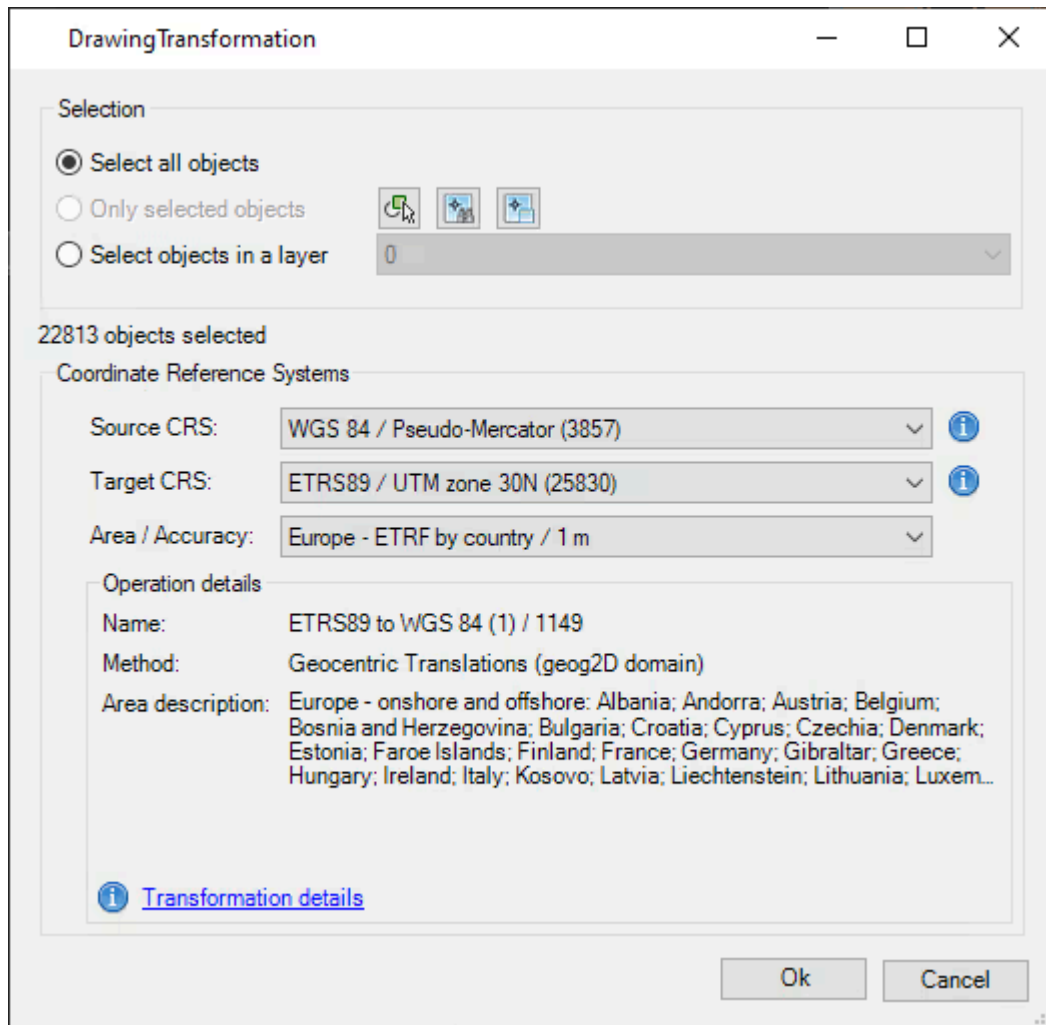 DrawingTransformation
Selection
Select all objects
Only selected objects
Select objects in a layer
0
22813 objects selected
Coordinate Reference Systems
Source CRS:
WGS 84 / Pseudo-Mercator (3857)
Target CRS:
ETRS89 / UTM zone 30N (25830)
Area / Accuracy:
Europe - ETRF by country / 1 m
Operation details
Name:
ETRS89 to WGS 84 (1) / 1149
Method:
Geocentric Translations (geog2D domain)
Area description:
Europe - onshore and offshore: Albania; Andorra; Austria; Belgium;
Bosnia and Herzegovina; Bulgaria; Croatia; Cyprus; Czechia; Denmark;
Estonia; Faroe Islands; Finland; France; Germany; Gibraltar; Greece;
Hungary; Ireland; Italy; Kosovo; Latvia; Liechtenstein; Lithuania; Luxem...
Transformation details
Ok
Cancel